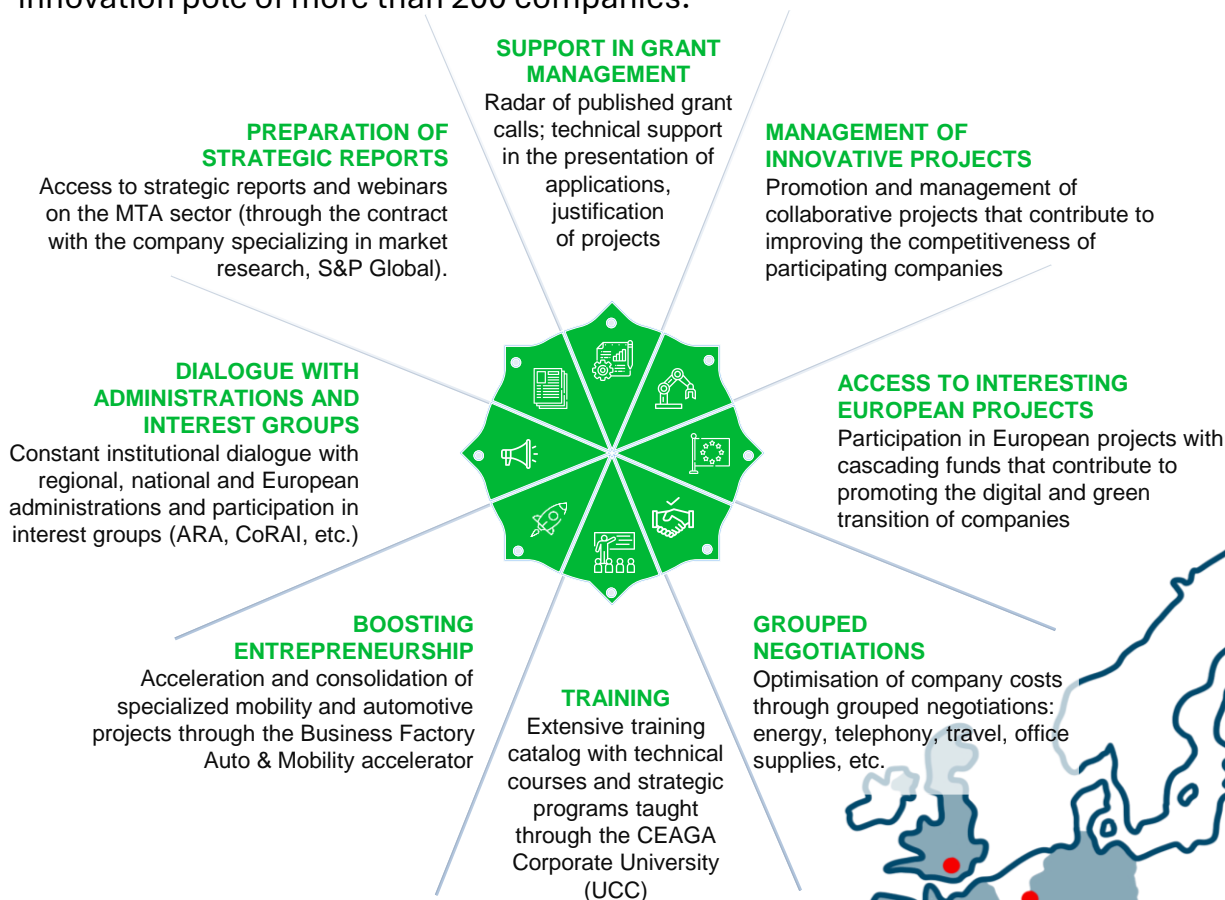 innovation pole of more than 200 companies.
SUPPORT IN GRANT
MANAGEMENT
Radar of published grant
calls; technical support
in the presentation of
applications,
justification
of projects
MANAGEMENT OF
INNOVATIVE PROJECTS
Promotion and management of
collaborative projects that contribute to
improving the competitiveness of
participating companies
ACCESS TO INTERESTING
EUROPEAN PROJECTS
Participation in European projects with
cascading funds that contribute to
promoting the digital and green
transition of companies
GROUPED
NEGOTIATIONS
Optimisation of company costs
through grouped negotiations:
energy, telephony, travel, office
supplies, etc.
TRAINING
Extensive training
catalog with technical
courses and strategic
programs taught
through the CEAGA
Corporate University
(UCC)
BOOSTING
ENTREPRENEURSHIP
Acceleration and consolidation of
specialized mobility and automotive
projects through the Business Factory
Auto & Mobility accelerator
DIALOGUE WITH
ADMINISTRATIONS AND
INTEREST GROUPS
Constant institutional dialogue with
regional, national and European
administrations and participation in
interest groups (ARA, CoRAI, etc.)
PREPARATION OF
STRATEGIC REPORTS
Access to strategic reports and webinars
on the MTA sector (through the contract
with the company specializing in market
research, S&P Global).